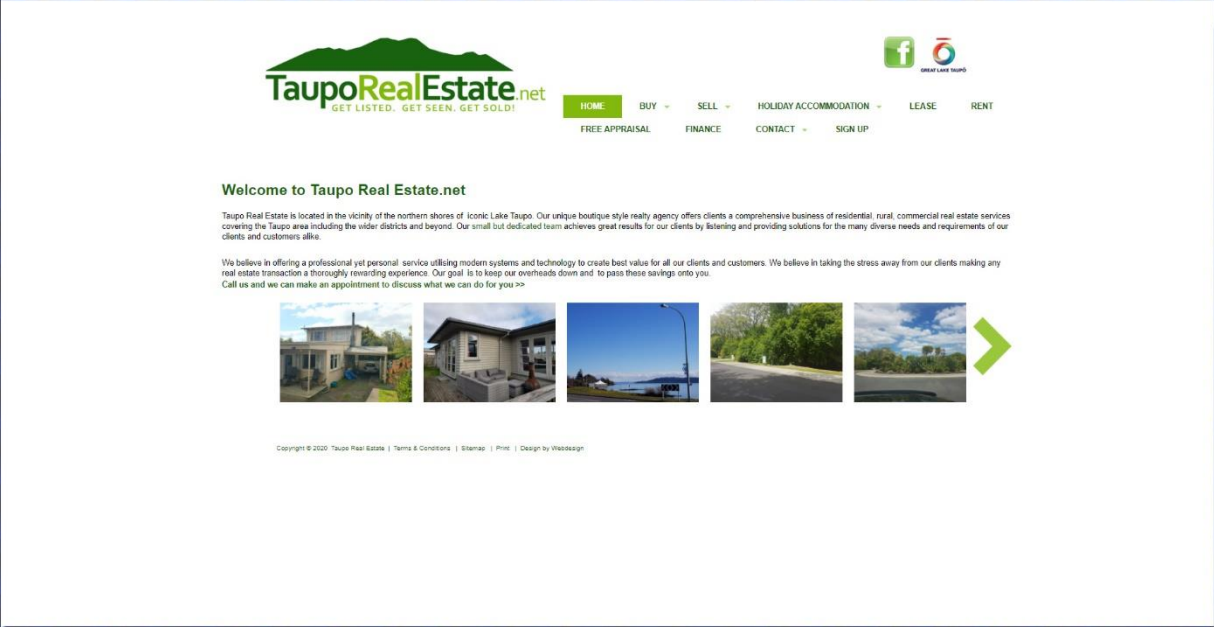 TaupoRealEstate.net
GET LISTED. GET SEEN. GET SOLD!
f
GREAT LAKE TAUPŌ
HOME BUY SELL HOLIDAY ACCOMMODATION LEASE RENT
FREE APPRAISAL FINANCE CONTACT SIGN UP
Welcome to Taupo Real Estate.net
Taupo Real Estate is located in the vicinity of the northern shores of iconic Lake Taupo. Our unique boutique style realty agency offers clients a comprehensive business of residential, rural, commercial real estate services
covering the Taupo area including the wider districts and beyond. Our small but dedicated team achieves great results for our clients by listening and providing solutions for the many diverse needs and requirements of our
clients and customers alike.
We believe in offering a professional yet personal service utilising modern systems and technology to create best value for all our clients and customers. We believe in taking the stress away from our clients making any
real estate transaction a thoroughly rewarding experience. Our goal is to keep our overheads down and to pass these savings onto you.
Call us and we can make an appointment to discuss what we can do for you >>
Copyright © 2020 Taupo Real Estate | Terms & Conditions | Sitemap | Print | Design by Webdesign